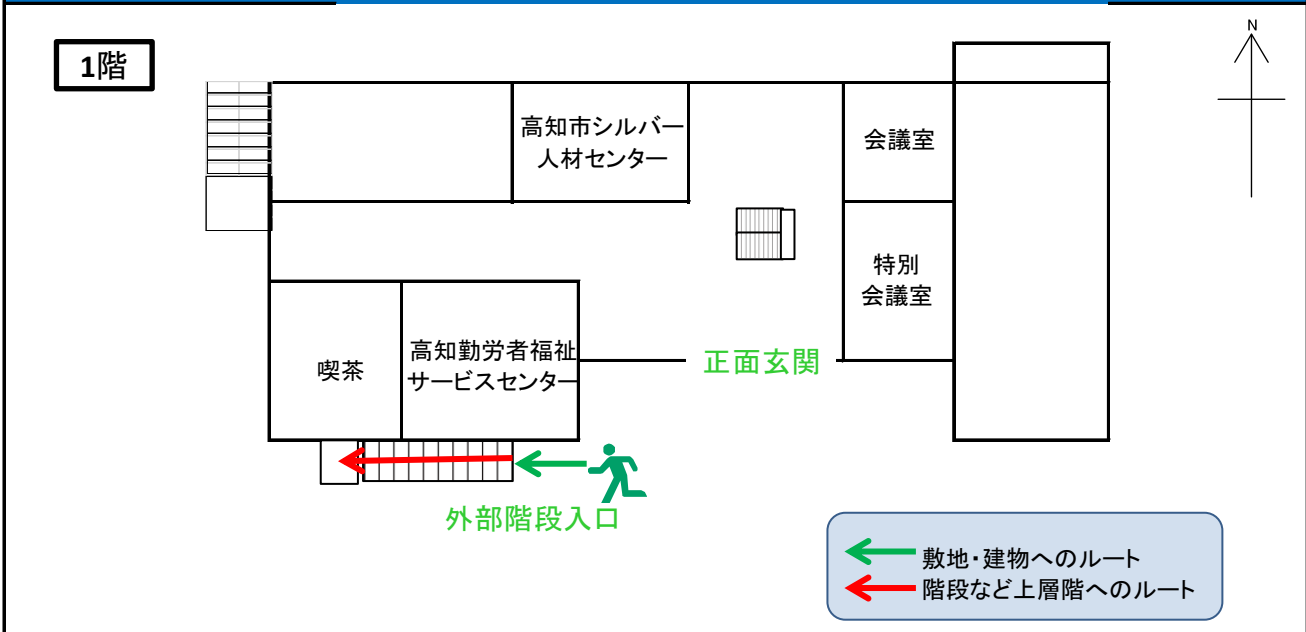 1階
N
高知市シルバー
人材センター
会議室
特別
会議室
喫茶
高知勤労者福祉
サービスセンター
正面玄関
外部階段入口
敷地・建物へのルート
階段など上層階へのルート